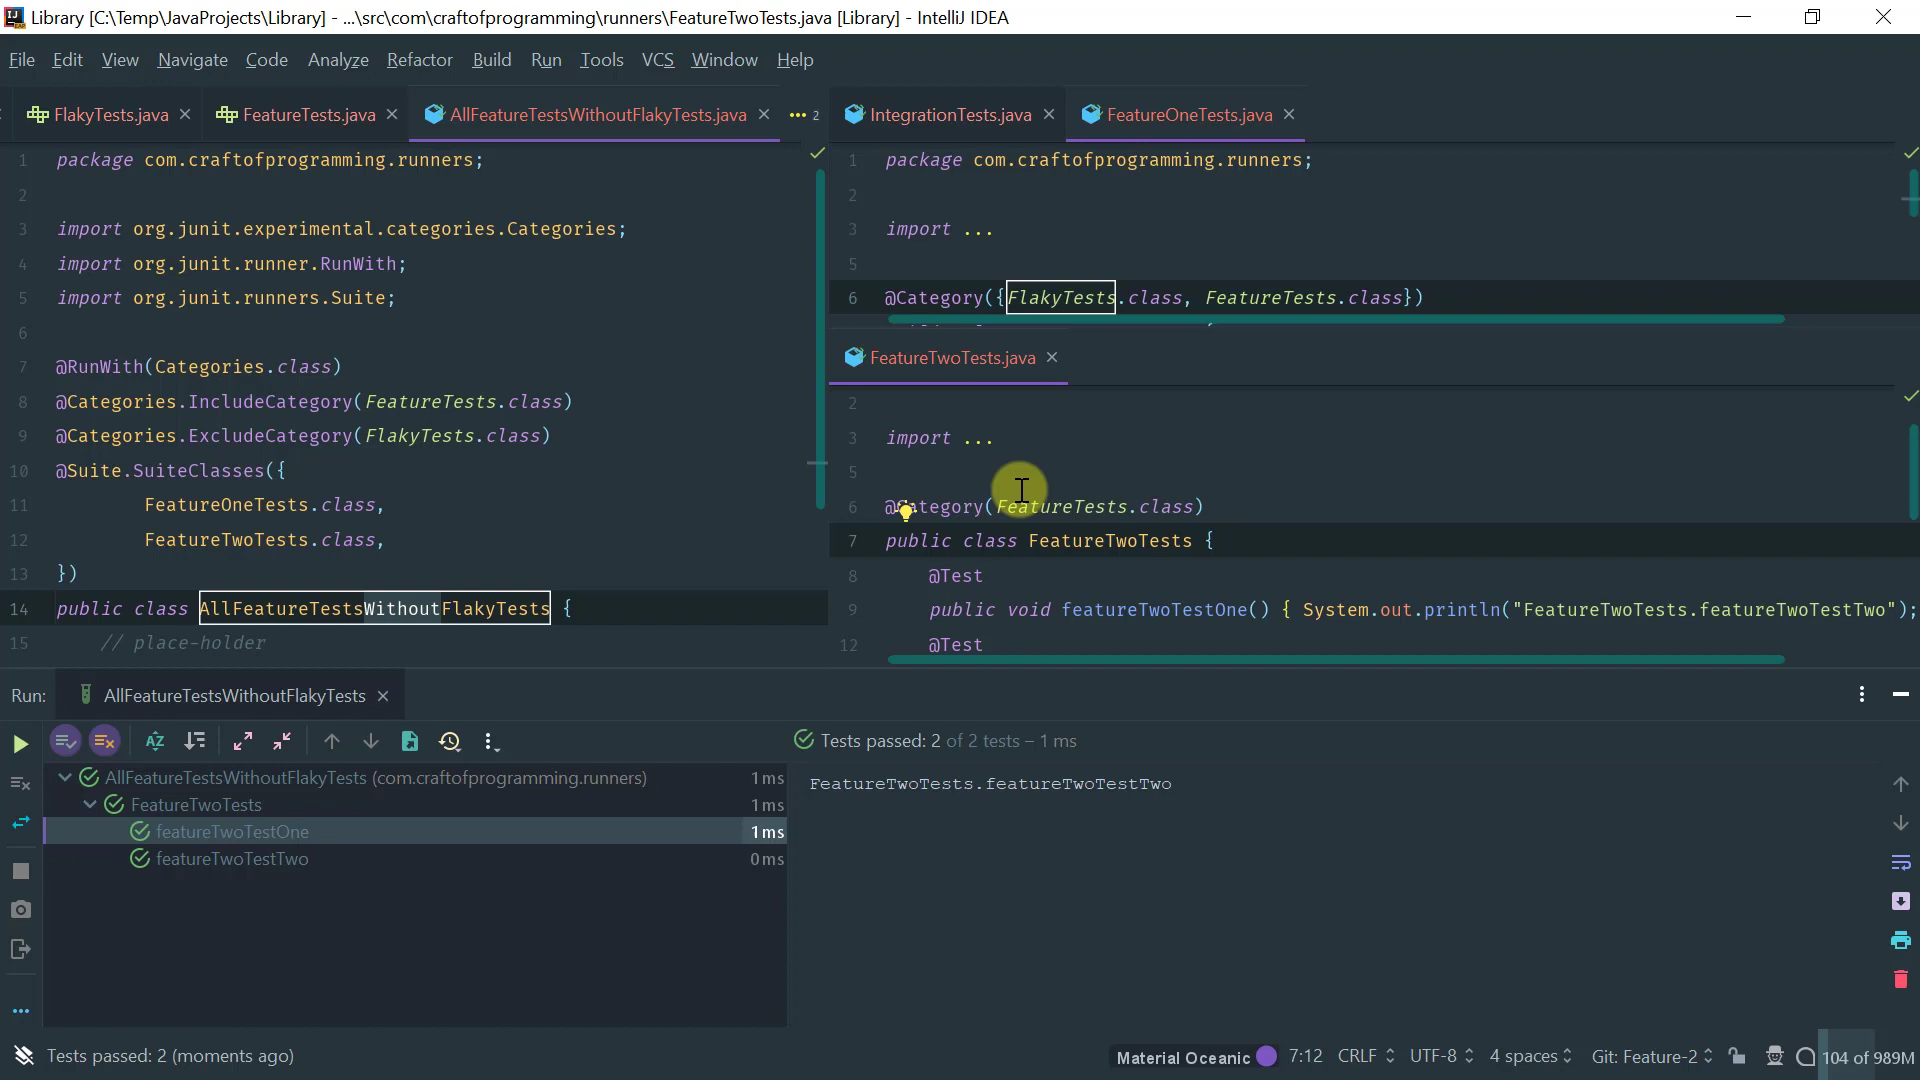 Library [C:\Temp\JavaProjects\Library] - ...\src\com\craftofprogramming\runners\FeatureTwoTests.java [Library] - IntelliJ IDEA
File Edit View Navigate Code Analyze Refactor Build Run Tools VCS Window Help
FlakyTests.java FeatureTests.java AllFeatureTestsWithoutFlakyTests.java 2
1 package com.craftofprogramming.runners;
2
3 import org.junit.experimental.categories.Categories;
4 import org.junit.runner.RunWith;
5 import org.junit.runners.Suite;
6
7 @RunWith(Categories.class)
8 @Categories.IncludeCategory(FeatureTests.class)
9 @Categories.ExcludeCategory(FlakyTests.class)
10 @Suite.SuiteClasses({
11 FeatureOneTests.class,
12 FeatureTwoTests.class,
13 })
14 public class AllFeatureTestsWithoutFlakyTests {
15 // place-holder
IntegrationTests.java FeatureOneTests.java
1 package com.craftofprogramming.runners;
2
3 import ...
5
6 @Category({FlakyTests.class, FeatureTests.class})
FeatureTwoTests.java
2
3 import ...
5
6 @Category(FeatureTests.class)
7 public class FeatureTwoTests {
8 @Test
9 public void featureTwoTestOne() { System.out.println("FeatureTwoTests.featureTwoTestTwo");
12 @Test
Run: AllFeatureTestsWithoutFlakyTests
Tests passed: 2 of 2 tests – 1 ms
AllFeatureTestsWithoutFlakyTests (com.craftofprogramming.runners) 1 ms
FeatureTwoTests 1 ms
featureTwoTestOne 1 ms
featureTwoTestTwo 0 ms
FeatureTwoTests.featureTwoTestTwo
Tests passed: 2 (moments ago)
Material Oceanic 7:12 CRLF UTF-8 4 spaces Git: Feature-2 104 of 989M